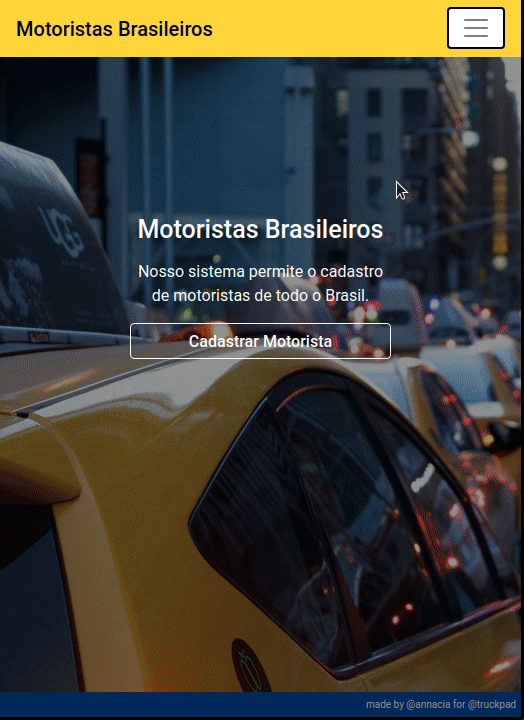 Motoristas Brasileiros
UGG
Motoristas Brasileiros
Nosso sistema permite o cadastro
de motoristas de todo o Brasil.
Cadastrar Motorista
made by @annacia for @truckpad